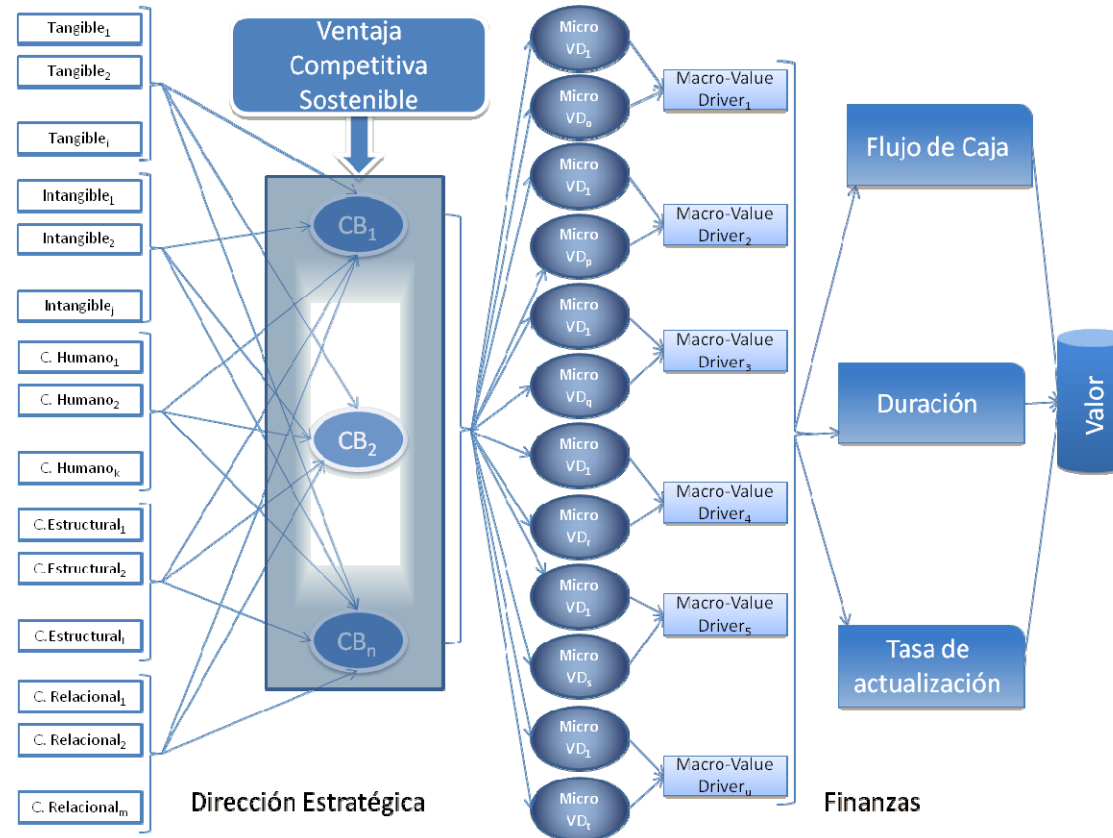 Tangible₁
Tangible₂
Tangibleᵢ
Intangible₁
Intangible₂
Intangibleⱼ
C. Humano₁
C. Humano₂
C. Humanoₖ
C.Estructural₁
C.Estructural₂
C.Estructuralₗ
C. Relacional₁
C. Relacional₂
C. Relacionalₘ
Ventaja
Competitiva
Sostenible
CB₁
CB₂
CBₙ
Dirección Estratégica
Micro
VD₁
Micro
VDₒ
Micro
VD₁
Micro
VDₚ
Micro
VD₁
Micro
VD_q
Micro
VD₁
Micro
VDᵣ
Micro
VD₁
Micro
VDₛ
Micro
VD₁
Micro
VDₜ
Macro-Value
Driver₁
Macro-Value
Driver₂
Macro-Value
Driver₃
Macro-Value
Driver₄
Macro-Value
Driver₅
Macro-Value
Driverᵤ
Flujo de Caja
Duración
Tasa de
actualización
Valor
Finanzas